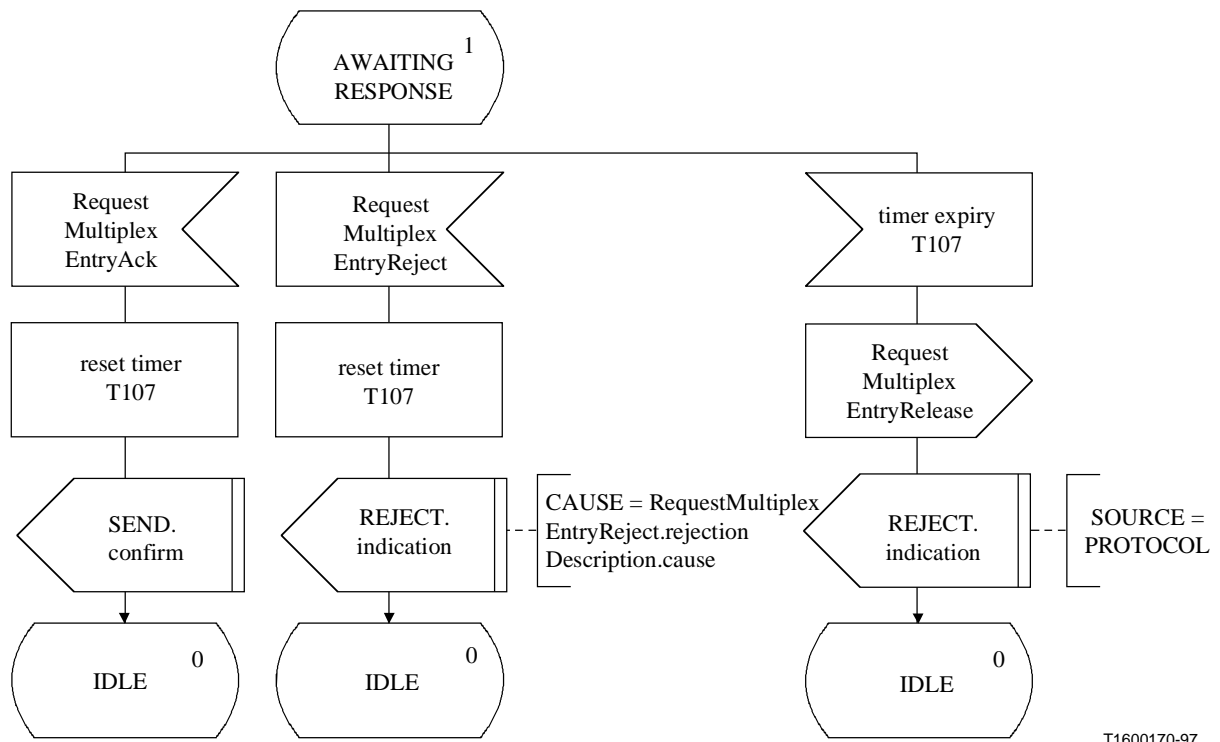 1
AWAITING
RESPONSE
Request
Multiplex
EntryAck
Request
Multiplex
EntryReject
timer expiry
T107
reset timer
T107
reset timer
T107
Request
Multiplex
EntryRelease
SEND.
confirm
REJECT.
indication
CAUSE = RequestMultiplex
EntryReject.rejection
Description.cause
REJECT.
indication
SOURCE =
PROTOCOL
0
IDLE
0
IDLE
0
IDLE
T1600170-97